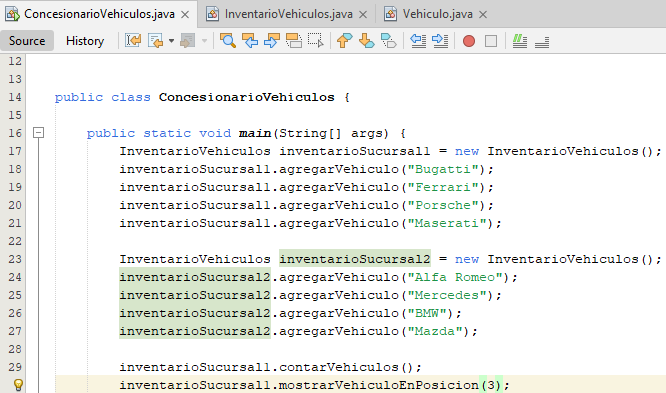 ConcesionarioVehiculos.java InventarioVehiculos.java Vehiculo.java
Source History
12
13
14 public class ConcesionarioVehiculos {
15
16 public static void main(String[] args) {
17 InventarioVehiculos inventarioSucursal1 = new InventarioVehiculos();
18 inventarioSucursal1.agregarVehiculo("Bugatti");
19 inventarioSucursal1.agregarVehiculo("Ferrari");
20 inventarioSucursal1.agregarVehiculo("Porsche");
21 inventarioSucursal1.agregarVehiculo("Maserati");
22
23 InventarioVehiculos inventarioSucursal2 = new InventarioVehiculos();
24 inventarioSucursal2.agregarVehiculo("Alfa Romeo");
25 inventarioSucursal2.agregarVehiculo("Mercedes");
26 inventarioSucursal2.agregarVehiculo("BMW");
27 inventarioSucursal2.agregarVehiculo("Mazda");
28
29 inventarioSucursal1.contarVehiculos();
inventarioSucursal1.mostrarVehiculoEnPosicion(3);